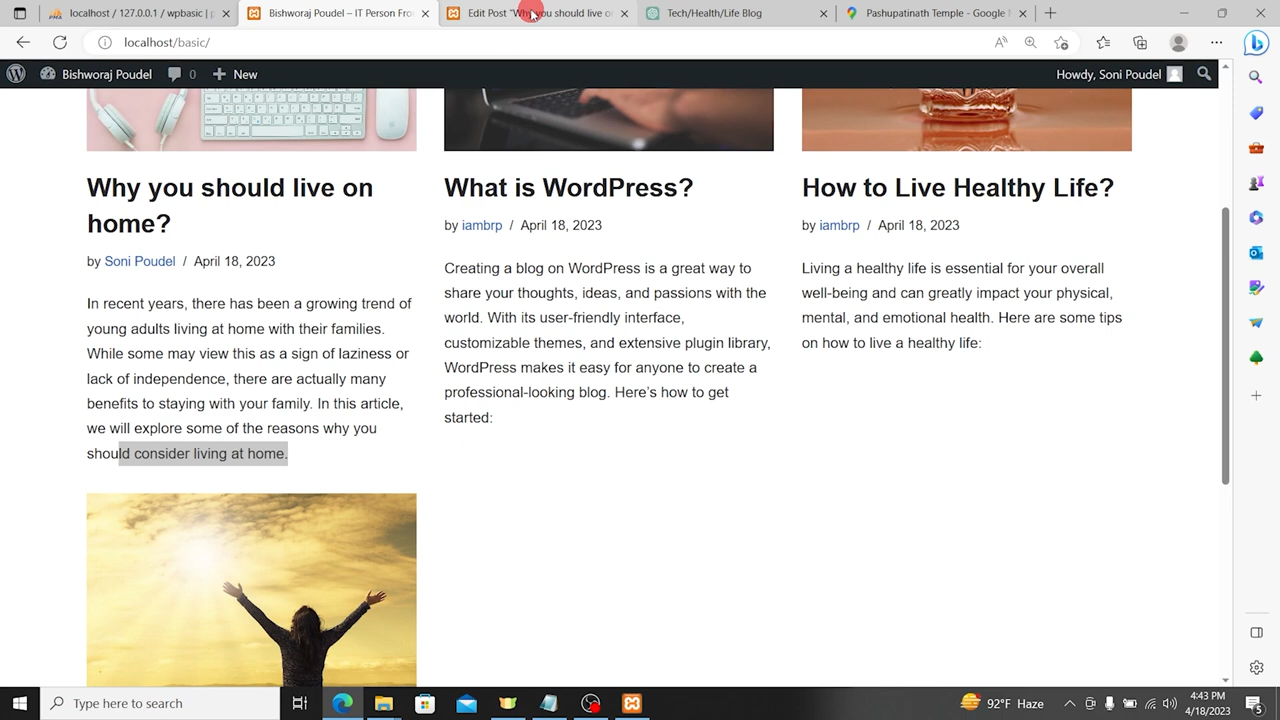 localhost / 127.0.0.1 / wpbasic | p
Bishworaj Poudel – IT Person Fro
Edit Post "Why you should live o
Tech/Health/Life Blog
Pashupatinath Temple - Google
localhost/basic/
Bishworaj Poudel
0
New
Howdy, Soni Poudel
Why you should live on
home?
by Soni Poudel / April 18, 2023
In recent years, there has been a growing trend of
young adults living at home with their families.
While some may view this as a sign of laziness or
lack of independence, there are actually many
benefits to staying with your family. In this article,
we will explore some of the reasons why you
should consider living at home.
What is WordPress?
by iambrp / April 18, 2023
Creating a blog on WordPress is a great way to
share your thoughts, ideas, and passions with the
world. With its user-friendly interface,
customizable themes, and extensive plugin library,
WordPress makes it easy for anyone to create a
professional-looking blog. Here's how to get
started:
How to Live Healthy Life?
by iambrp / April 18, 2023
Living a healthy life is essential for your overall
well-being and can greatly impact your physical,
mental, and emotional health. Here are some tips
on how to live a healthy life:
Type here to search
92°F Haze
4:43 PM
4/18/2023
5